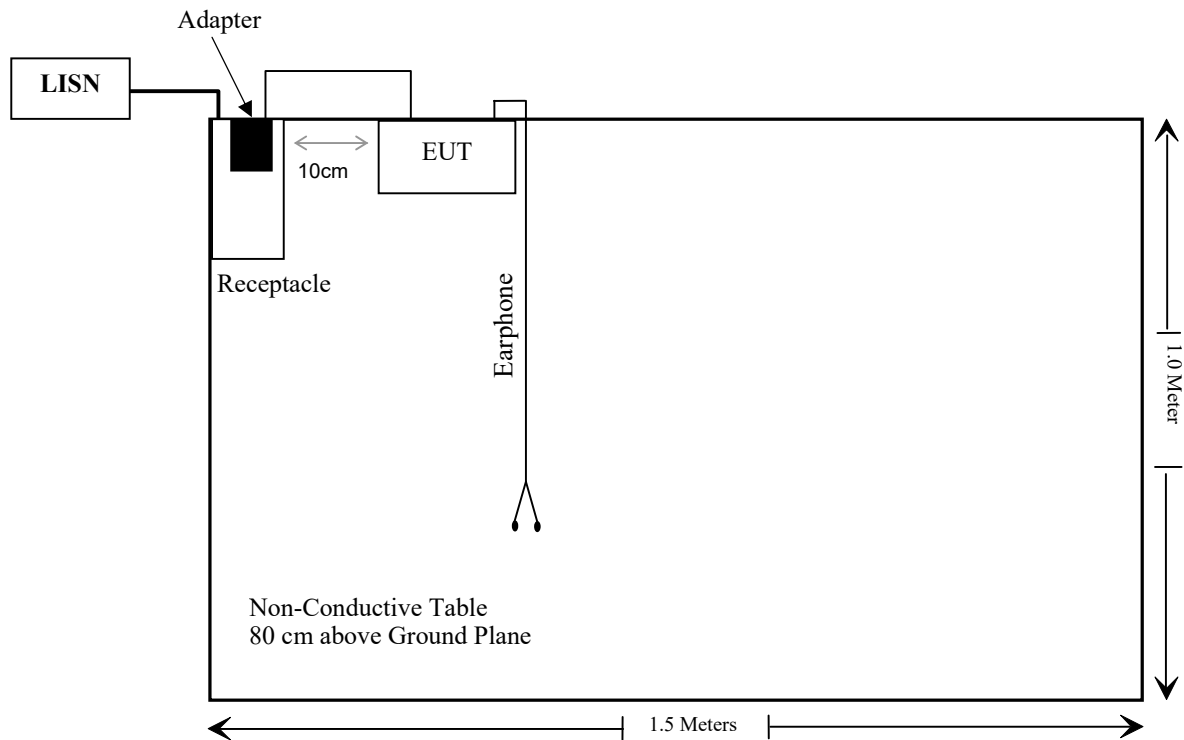 Adapter
LISN
EUT
10cm
Receptacle
Earphone
1.0 Meter
Non-Conductive Table
80 cm above Ground Plane
1.5 Meters